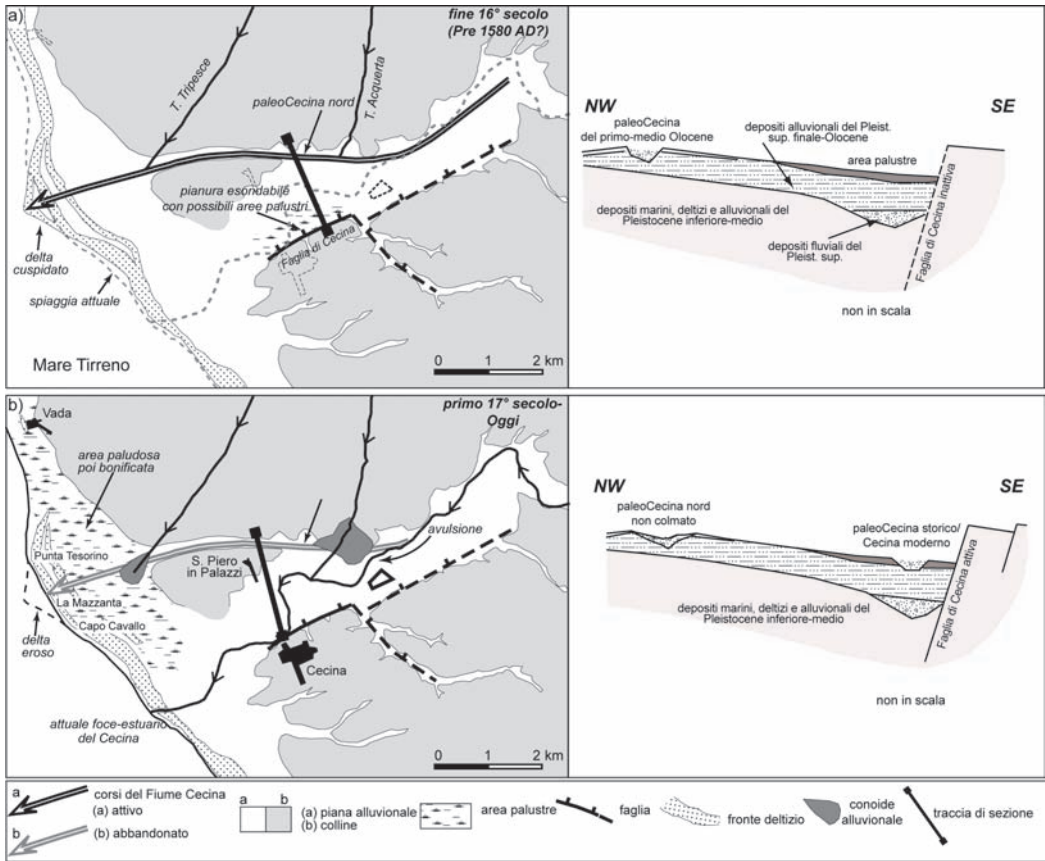 a)
fine 16° secolo
(Pre 1580 AD?)
T. Tripesce
T. Acquerta
paleoCecina nord
pianura esondabile
con possibili aree palustri
Faglia di Cecina
delta
cuspidato
spiaggia attuale
Mare Tirreno
0 1 2 km
NW
SE
paleoCecina
del primo-medio Olocene
depositi alluvionali del Pleist.
sup. finale-Olocene
area palustre
depositi marini, deltizi e alluvionali del
Pleistocene inferiore-medio
depositi fluviali del
Pleist. sup.
Faglia di Cecina inattiva
non in scala
b)
primo 17° secolo-
Oggi
Vada
area paludosa
poi bonificata
avulsione
Punta Tesorino
S. Piero
in Palazzi
La Mazzanta
Capo Cavallo
delta
eroso
Cecina
attuale foce-estuario
del Cecina
0 1 2 km
NW
SE
paleoCecina nord
non colmato
paleoCecina storico/
Cecina moderno
depositi marini, deltizi e alluvionali del
Pleistocene inferiore-medio
Faglia di Cecina attiva
non in scala
a
corsi del Fiume Cecina
(a) attivo
b
(b) abbandonato
a b
(a) piana alluvionale
(b) colline
area palustre
faglia
fronte deltizio
conoide
alluvionale
traccia di sezione